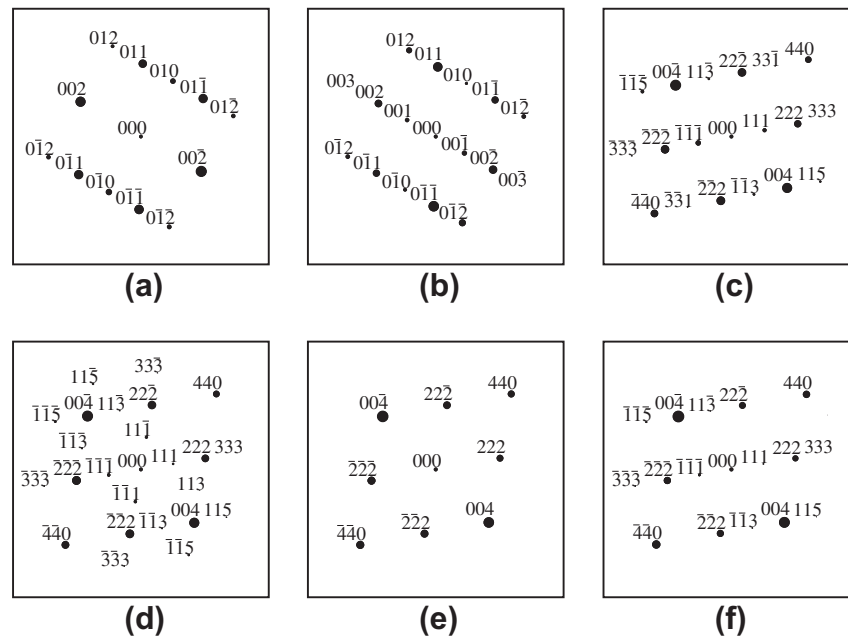 012
011
010
011̄
002 012̄
000
01̄2
01̄1 002̄
01̄0
01̄1̄
01̄2̄
(a)
012
011
010
003 002 011̄
001 012̄
000
01̄2 001̄
01̄1 002̄
01̄0 003̄
01̄1̄
01̄2̄
(b)
1̄1̄5̄ 004̄ 113̄ 222̄ 331̄ 440
3̄3̄3̄ 2̄2̄2̄ 1̄1̄1̄ 000 111 222 333
4̄4̄0 3̄3̄1 2̄2̄2 1̄1̄3 004 115
(c)
115̄ 333̄
1̄1̄5̄ 004̄ 113̄ 222̄ 440
1̄1̄3̄ 111̄
3̄3̄3̄ 2̄2̄2̄ 1̄1̄1̄ 000 111 222 333
1̄1̄1 113
4̄4̄0 2̄2̄2 1̄1̄3 004 115
3̄3̄3 1̄1̄5
(d)
004̄ 222̄ 440
2̄2̄2̄ 000 222
4̄4̄0 2̄2̄2 004
(e)
1̄1̄5̄ 004̄ 113̄ 222̄ 440
3̄3̄3̄ 2̄2̄2̄ 1̄1̄1̄ 000 111 222 333
4̄4̄0 2̄2̄2 1̄1̄3 004 115
(f)